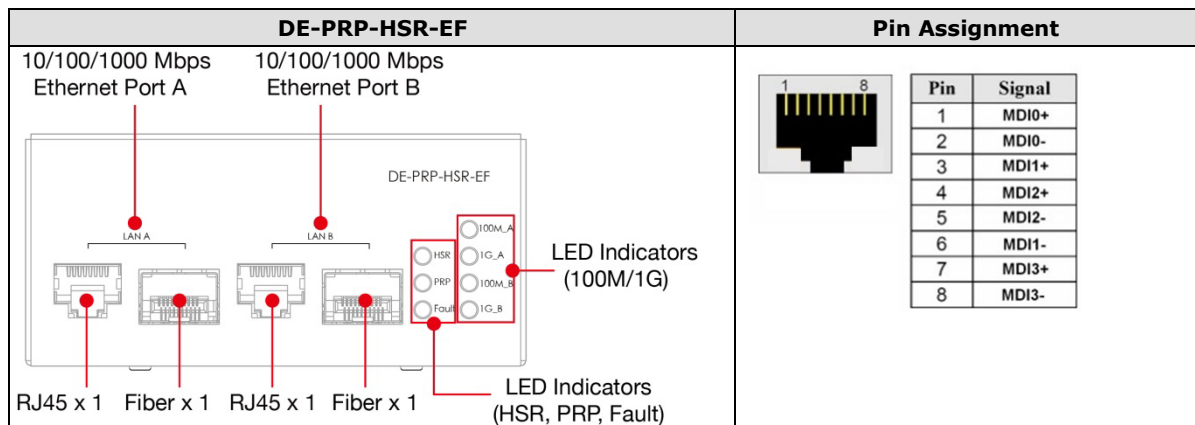 DE-PRP-HSR-EF
Pin Assignment
10/100/1000 Mbps
Ethernet Port A
10/100/1000 Mbps
Ethernet Port B
DE-PRP-HSR-EF
LAN A
LAN B
HSR
PRP
Fault
100M_A
1G_A
100M_B
1G_B
LED Indicators
(100M/1G)
RJ45 x 1
Fiber x 1
RJ45 x 1
Fiber x 1
LED Indicators
(HSR, PRP, Fault)
1 8
Pin Signal
1 MDI0+
2 MDI0-
3 MDI1+
4 MDI2+
5 MDI2-
6 MDI1-
7 MDI3+
8 MDI3-